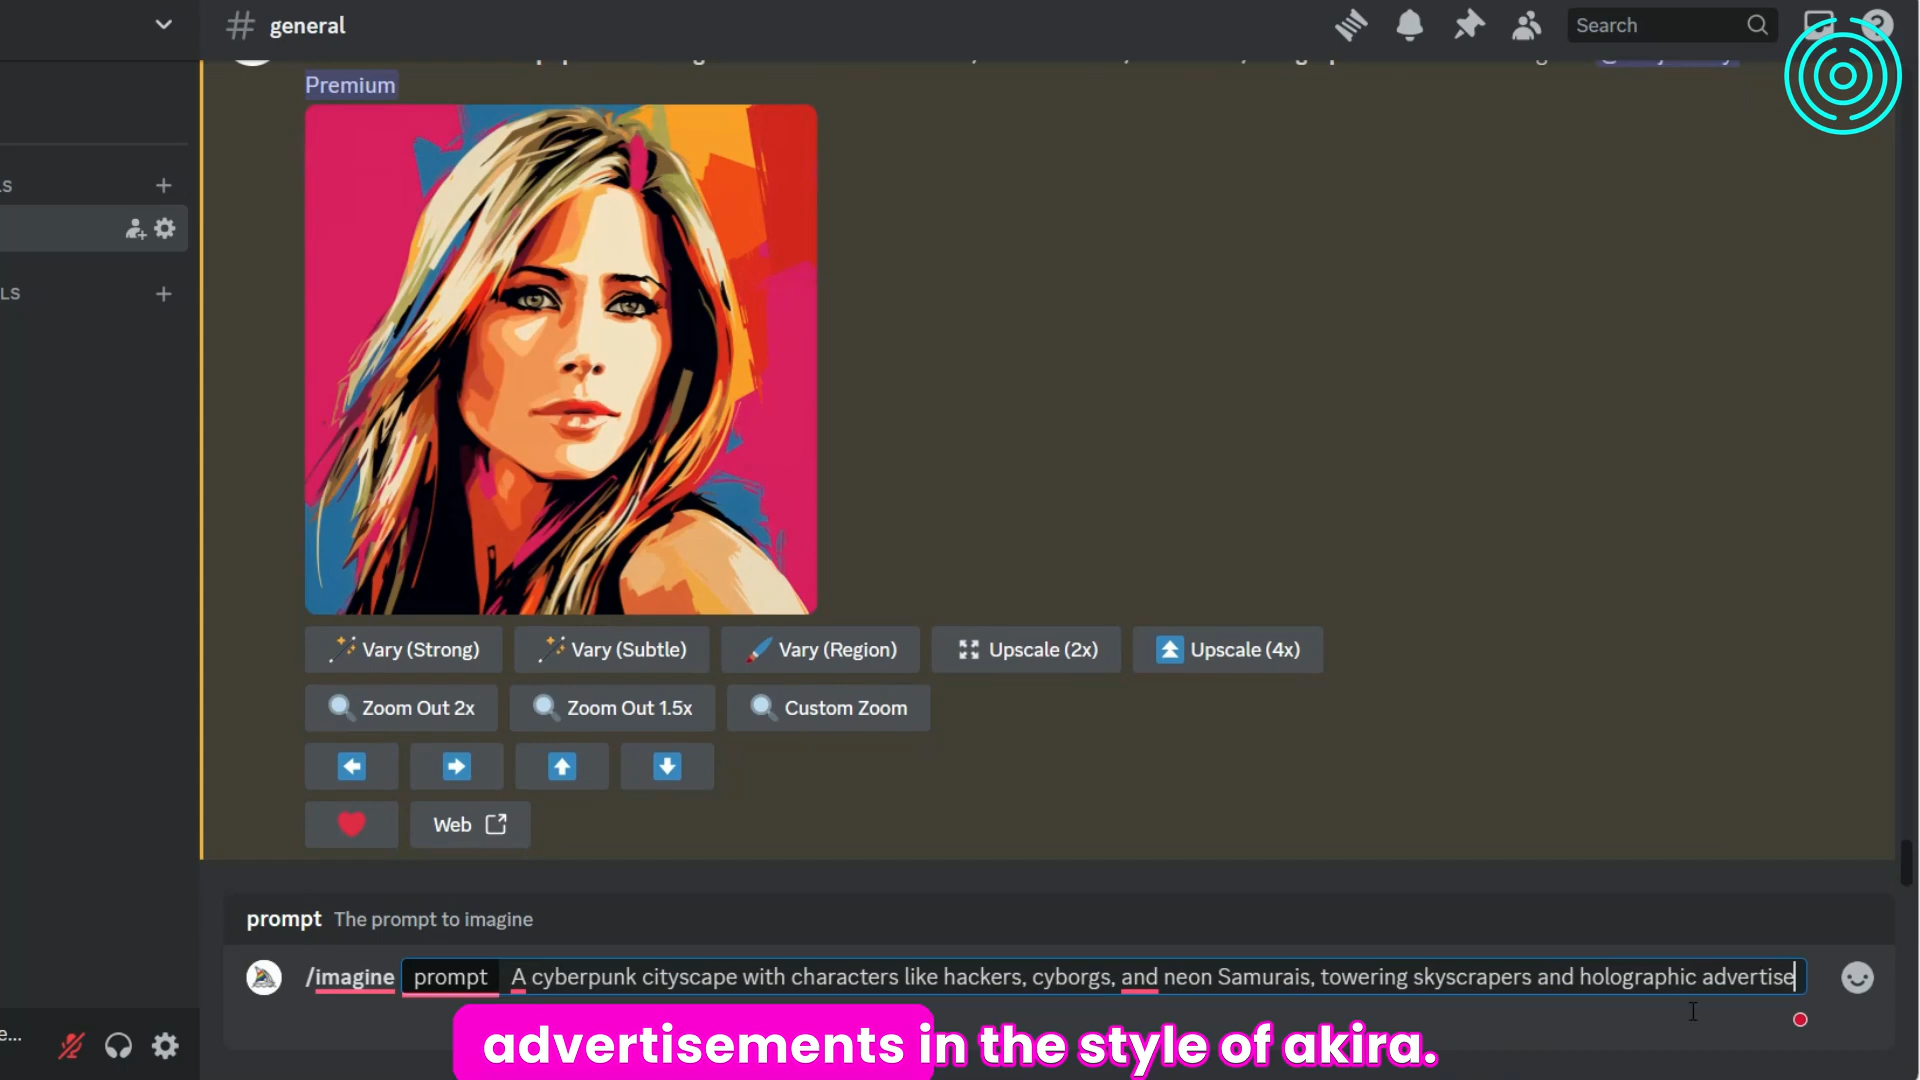 general
Search
Premium
S
LS
Vary (Strong)
Vary (Subtle)
Vary (Region)
Upscale (2x)
Upscale (4x)
Zoom Out 2x
Zoom Out 1.5x
Custom Zoom
Web
prompt The prompt to imagine
/imagine prompt A cyberpunk cityscape with characters like hackers, cyborgs, and neon Samurais, towering skyscrapers and holographic advertise
e...
advertisements in the style of akira.